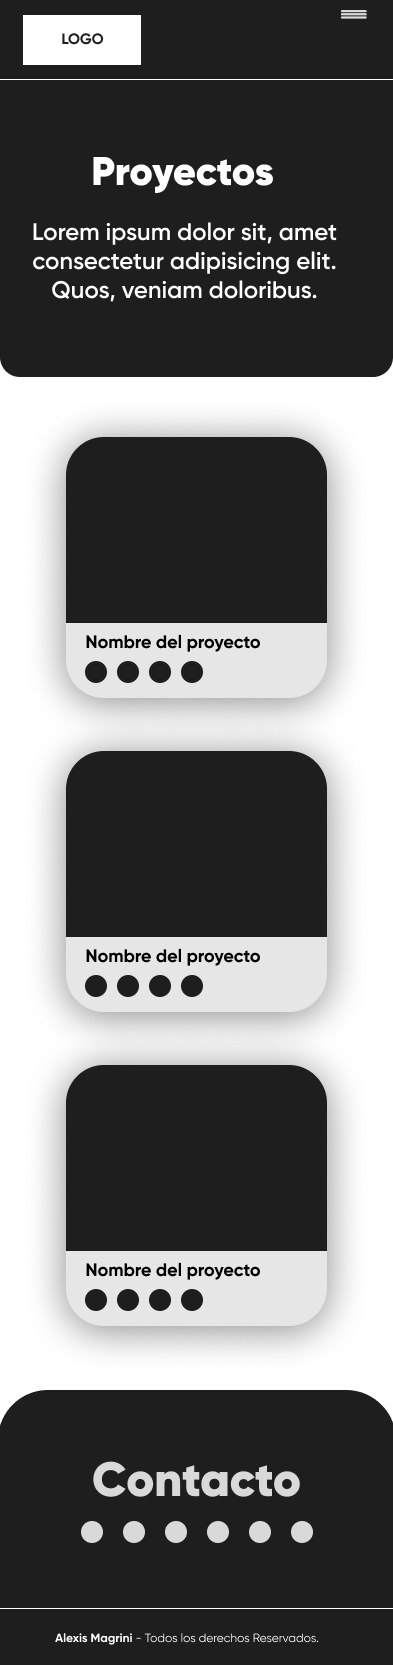 LOGO
Proyectos
Lorem ipsum dolor sit, amet
consectetur adipisicing elit.
Quos, veniam doloribus.
Nombre del proyecto
Nombre del proyecto
Nombre del proyecto
Contacto
Alexis Magrini - Todos los derechos Reservados.